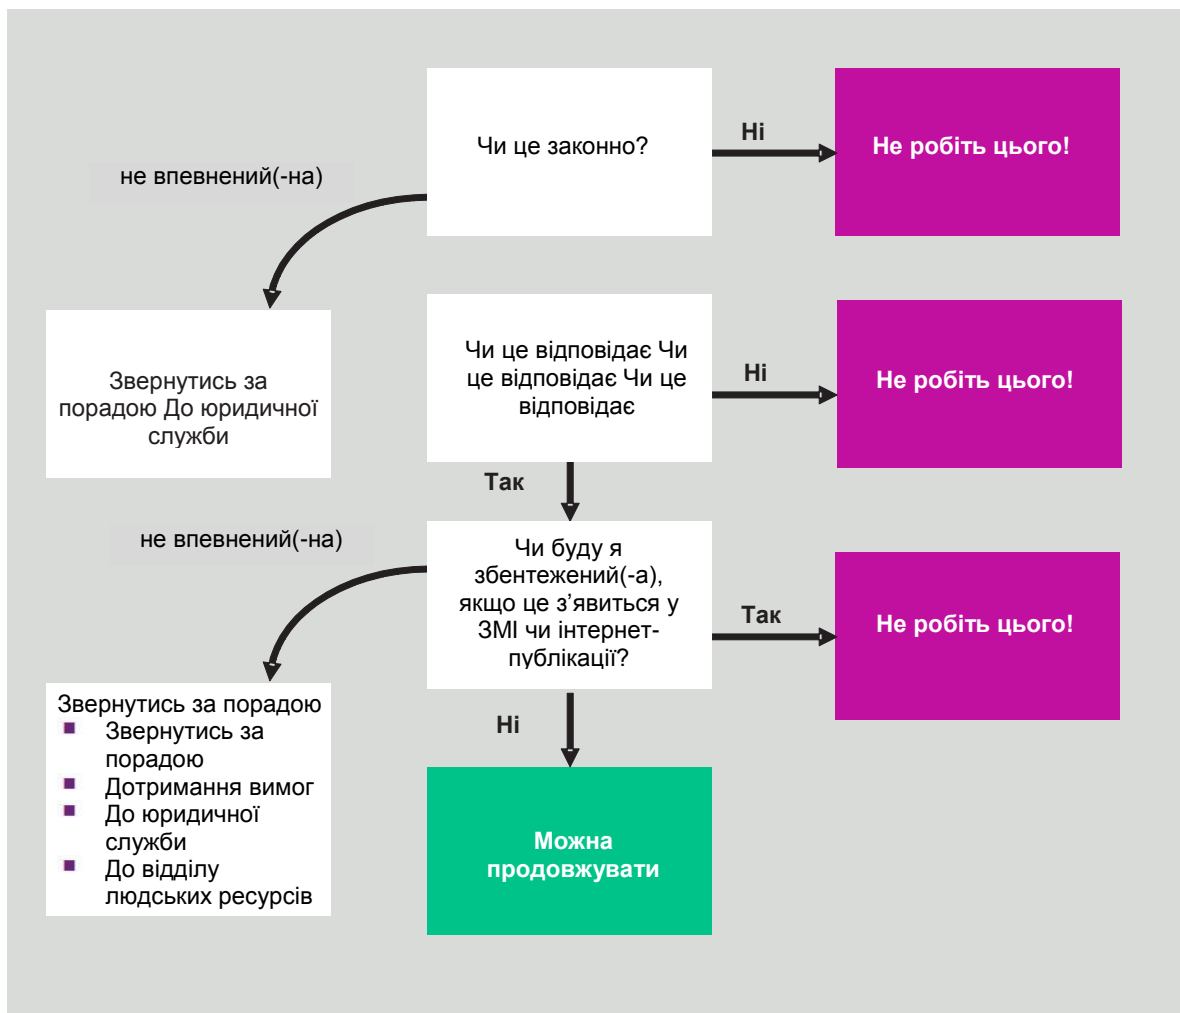 Чи це законно?
Ні
Не робіть цього!
не впевнений(-на)
Звернутись за
порадою До юридичної
служби
Чи це відповідає Чи
це відповідає Чи це
відповідає
Ні
Не робіть цього!
Так
не впевнений(-на)
Чи буду я
збентежений(-а),
якщо це з’явиться у
ЗМІ чи інтернет-
публікації?
Так
Не робіть цього!
Звернутись за порадою
Звернутись за
порадою
Дотримання вимог
До юридичної
служби
До відділу
людських ресурсів
Ні
Можна
продовжувати